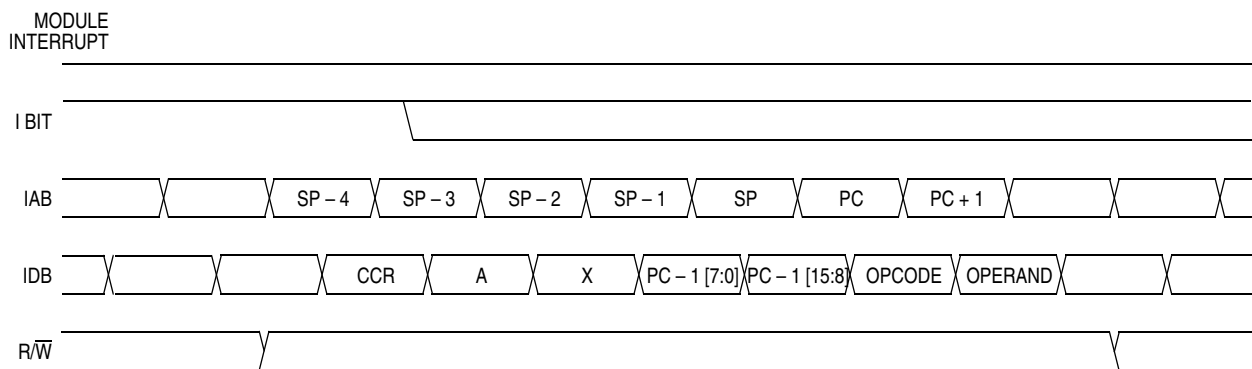 MODULE
INTERRUPT
I BIT
IAB SP – 4 SP – 3 SP – 2 SP – 1 SP PC PC + 1
IDB CCR A X PC – 1 [7:0] PC – 1 [15:8] OPCODE OPERAND
R/W̅